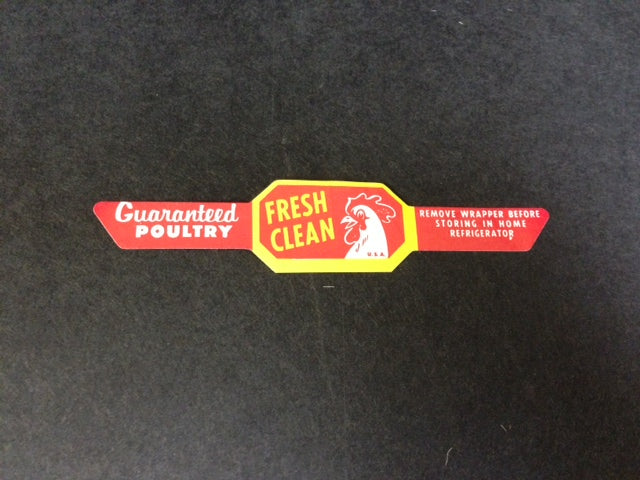 Guaranteed
POULTRY
FRESH
CLEAN
U.S.A.
REMOVE WRAPPER BEFORE
STORING IN HOME
REFRIGERATOR